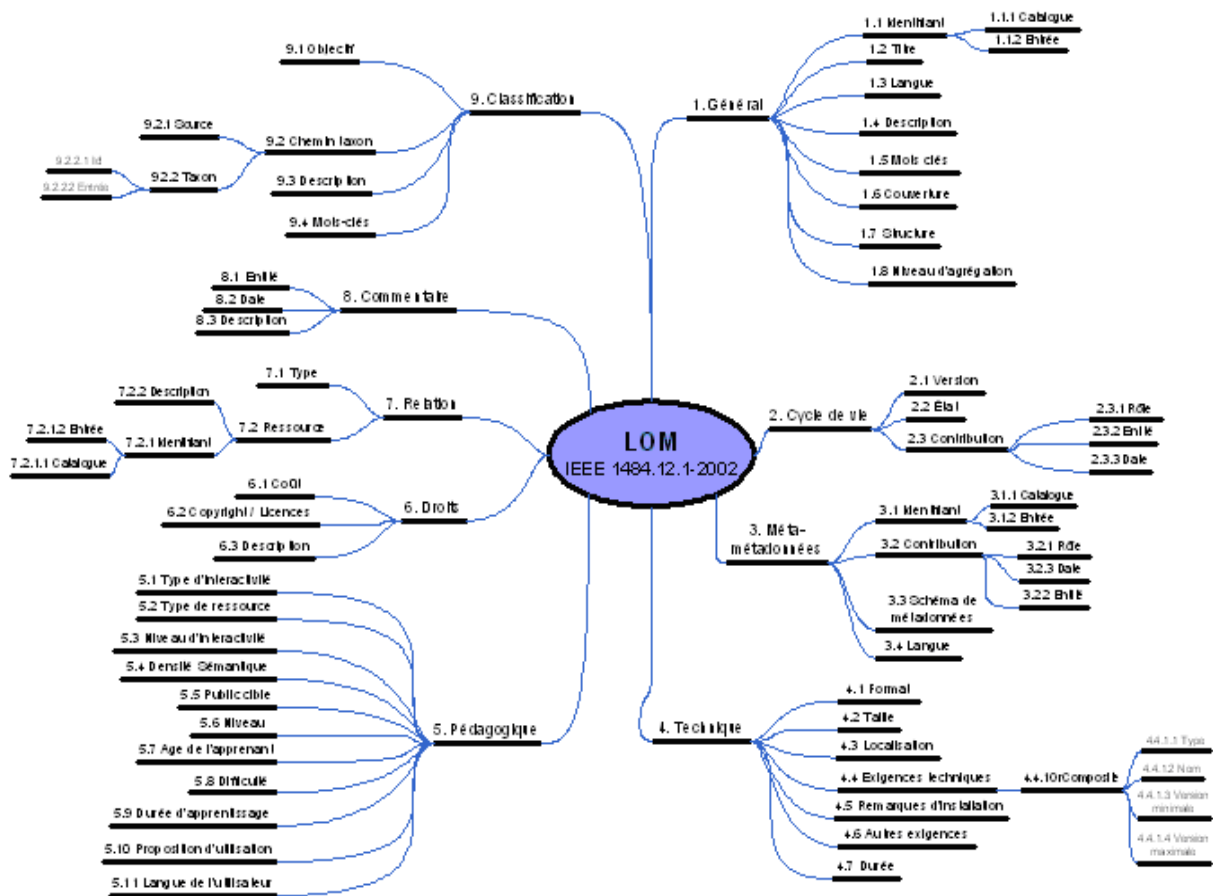 LOM
IEEE 1484.12.1-2002
1. Général
1.1 Identifiant
1.1.1 Catalogue
1.1.2 Entrée
1.2 Titre
1.3 Langue
1.4 Description
1.5 Mots clés
1.6 Couverture
1.7 Structure
1.8 Niveau d'agrégation
2. Cycle de vie
2.1 Version
2.2 État
2.3 Contribution
2.3.1 Rôle
2.3.2 Entité
2.3.3 Date
3. Méta-
métadonnées
3.1 Identifiant
3.1.1 Catalogue
3.1.2 Entrée
3.2 Contribution
3.2.1 Rôle
3.2.3 Date
3.2.2 Entité
3.3 Schéma de
métadonnées
3.4 Langue
4. Technique
4.1 Format
4.2 Taille
4.3 Localisation
4.4 Exigences techniques
4.4.1OrComposite
4.4.1.1 Type
4.4.1.2 Nom
4.4.1.3 Version
minimale
4.4.1.4 Version
maximale
4.5 Remarques d'installation
4.6 Autres exigences
4.7 Durée
5. Pédagogique
5.1 Type d'interactivité
5.2 Type de ressource
5.3 Niveau d'interactivité
5.4 Densité Sémantique
5.5 Public cible
5.6 Niveau
5.7 Age de l'apprenant
5.8 Difficulté
5.9 Durée d'apprentissage
5.10 Proposition d'utilisation
5.11 Langue de l'utilisateur
6. Droits
6.1 Coût
6.2 Copyright / Licences
6.3 Description
7. Relation
7.1 Type
7.2 Ressource
7.2.2 Description
7.2.1 Identifiant
7.2.1.2 Entrée
7.2.1.1 Catalogue
8. Commentaire
8.1 Entité
8.2 Date
8.3 Description
9. Classification
9.1 Objectif
9.2 Chemin taxon
9.2.1 Source
9.2.2 Taxon
9.2.2.1 Id
9.2.2.2 Entrée
9.3 Description
9.4 Mots-clés